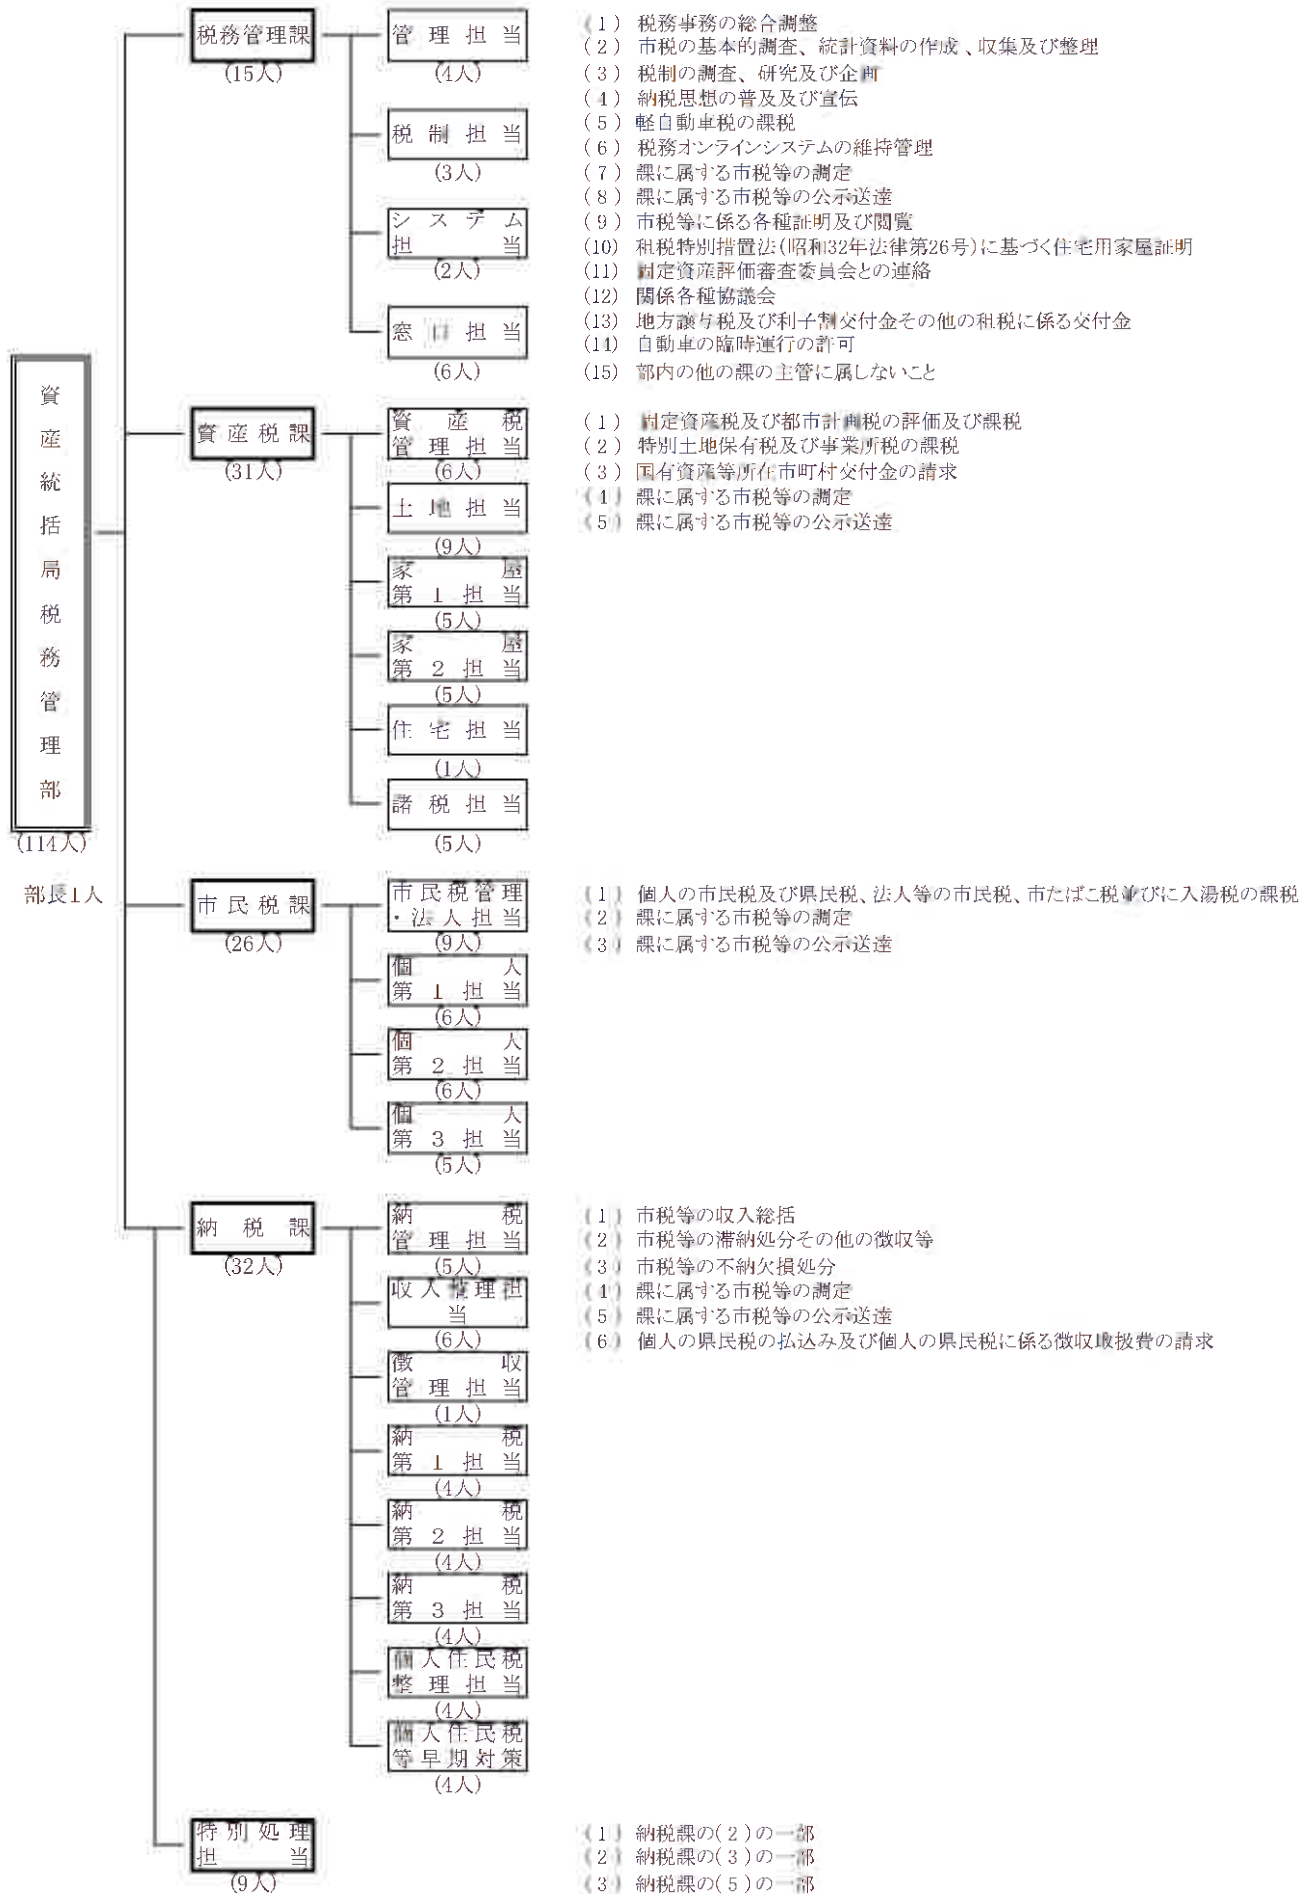 資産統括局税務管理部
(114人)
部長1人
税務管理課
(15人)
管理担当
(4人)
税制担当
(3人)
システム
担当
(2人)
窓口担当
(6人)
(1) 税務事務の総合調整
(2) 市税の基本的調査、統計資料の作成、収集及び整理
(3) 税制の調査、研究及び企画
(4) 納税思想の普及及び宣伝
(5) 軽自動車税の課税
(6) 税務オンラインシステムの維持管理
(7) 課に属する市税等の調定
(8) 課に属する市税等の公示送達
(9) 市税等に係る各種証明及び閲覧
(10) 租税特別措置法(昭和32年法律第26号)に基づく住宅用家屋証明
(11) 固定資産評価審査委員会との連絡
(12) 関係各種協議会
(13) 地方譲与税及び利子割交付金その他の租税に係る交付金
(14) 自動車の臨時運行の許可
(15) 部内の他の課の主管に属しないこと
資産税課
(31人)
資産税
管理担当
(6人)
土地担当
(9人)
家屋
第1担当
(5人)
家屋
第2担当
(5人)
住宅担当
(1人)
諸税担当
(5人)
(1) 固定資産税及び都市計画税の評価及び課税
(2) 特別土地保有税及び事業所税の課税
(3) 国有資産等所在市町村交付金の請求
(4) 課に属する市税等の調定
(5) 課に属する市税等の公示送達
市民税課
(26人)
市民税管理
・法人担当
(9人)
個人
第1担当
(6人)
個人
第2担当
(6人)
個人
第3担当
(5人)
(1) 個人の市民税及び県民税、法人等の市民税、市たばこ税並びに入湯税の課税
(2) 課に属する市税等の調定
(3) 課に属する市税等の公示送達
納税課
(32人)
納税
管理担当
(5人)
収入管理担
当
(6人)
徴収
管理担当
(1人)
納税
第1担当
(4人)
納税
第2担当
(4人)
納税
第3担当
(4人)
個人住民税
整理担当
(4人)
個人住民税
等早期対策
(4人)
(1) 市税等の収入総括
(2) 市税等の滞納処分その他の徴収等
(3) 市税等の不納欠損処分
(4) 課に属する市税等の調定
(5) 課に属する市税等の公示送達
(6) 個人の県民税の払込み及び個人の県民税に係る徴収取扱費の請求
特別処理
担当
(9人)
(1) 納税課の(2)の一部
(2) 納税課の(3)の一部
(3) 納税課の(5)の一部